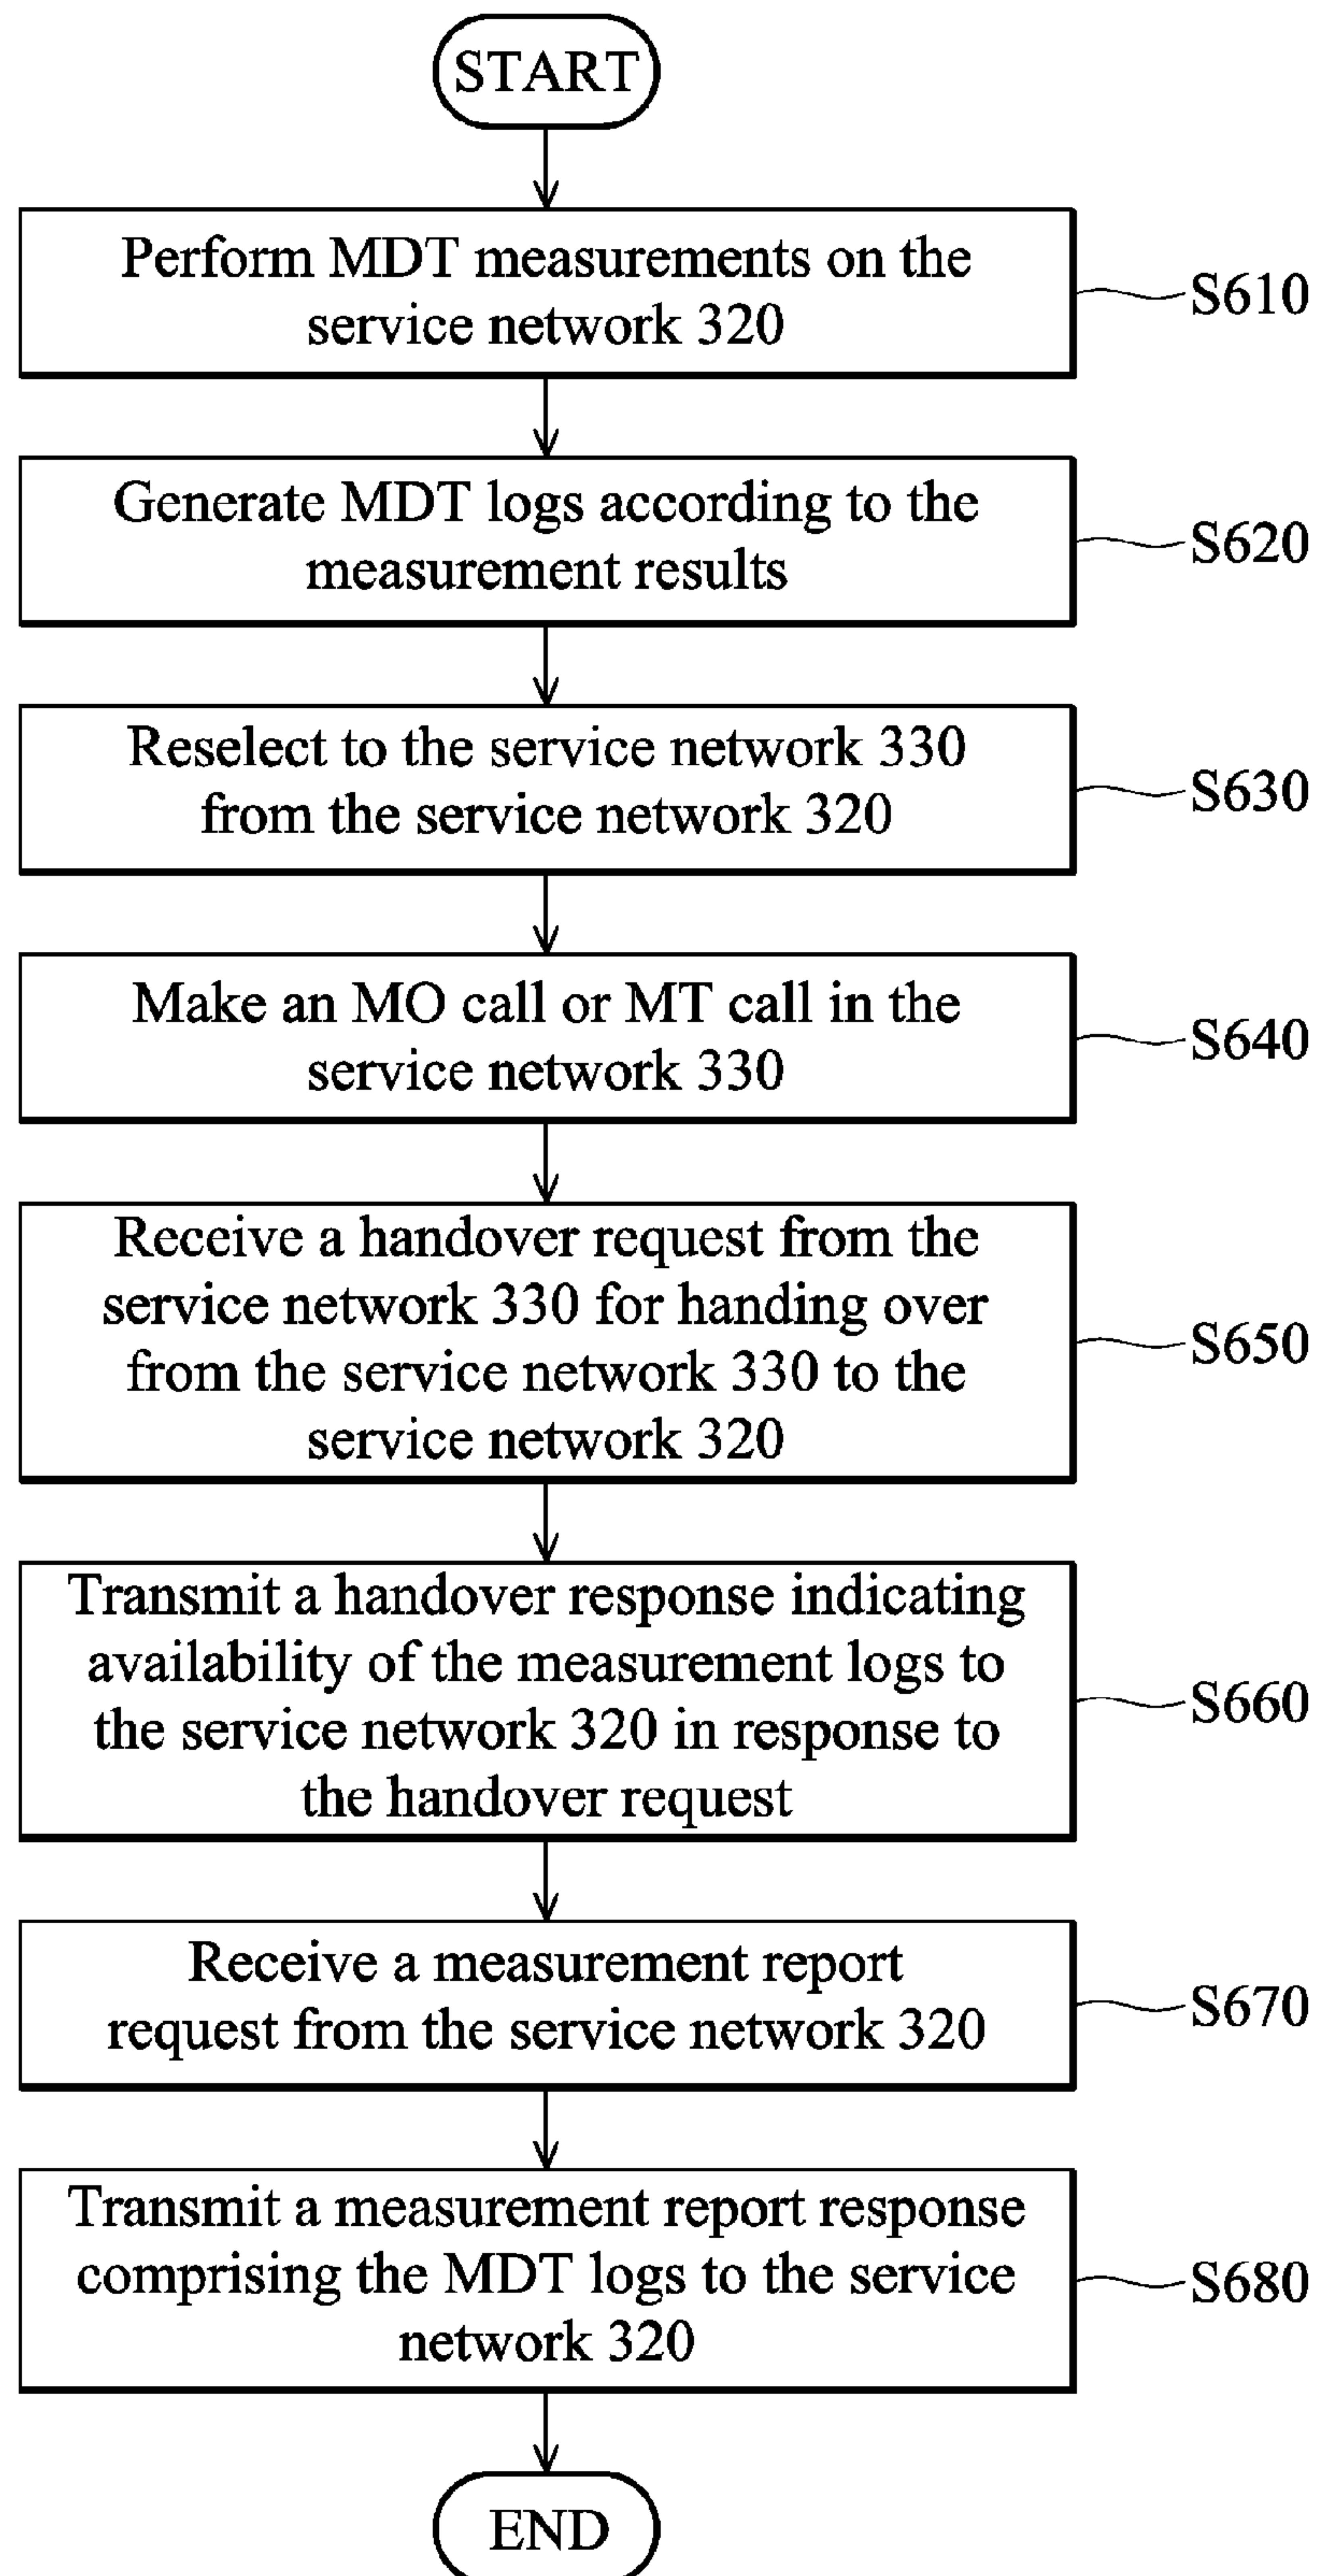 START
Perform MDT measurements on the
service network 320
S610
Generate MDT logs according to the
measurement results
S620
Reselect to the service network 330
from the service network 320
S630
Make an MO call or MT call in the
service network 330
S640
Receive a handover request from the
service network 330 for handing over
from the service network 330 to the
service network 320
S650
Transmit a handover response indicating
availability of the measurement logs to
the service network 320 in response to
the handover request
S660
Receive a measurement report
request from the service network 320
S670
Transmit a measurement report response
comprising the MDT logs to the service
network 320
S680
END